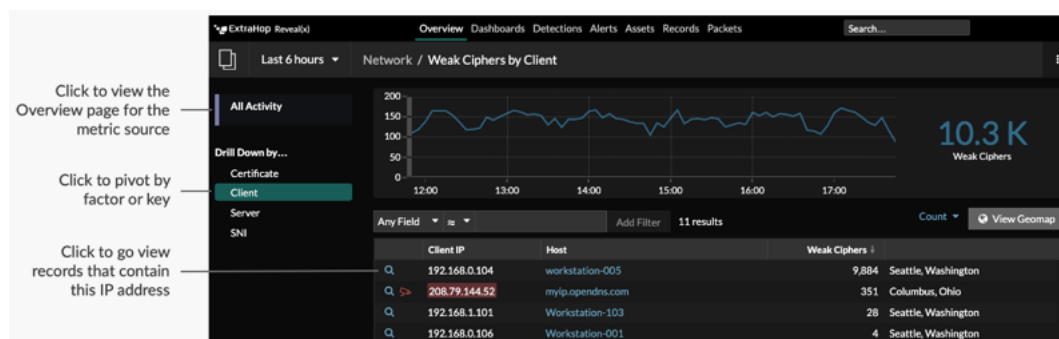 ExtraHop Reveal(x)
Overview Dashboards Detections Alerts Assets Records Packets
Search...
Last 6 hours
Network / Weak Ciphers by Client
Click to view the
Overview page for the
metric source
All Activity
Drill Down by...
Certificate
Client
Server
SNI
Click to pivot by
factor or key
Click to go view
records that contain
this IP address
200
150
100
50
0
12:00 13:00 14:00 15:00 16:00 17:00
10.3 K
Weak Ciphers
Any Field ≈ Add Filter 11 results Count View Geomap
Client IP Host Weak Ciphers
192.168.0.104 workstation-005 9,884 Seattle, Washington
208.79.144.52 myip.opendns.com 351 Columbus, Ohio
192.168.1.101 Workstation-103 28 Seattle, Washington
192.168.0.106 Workstation-001 4 Seattle, Washington